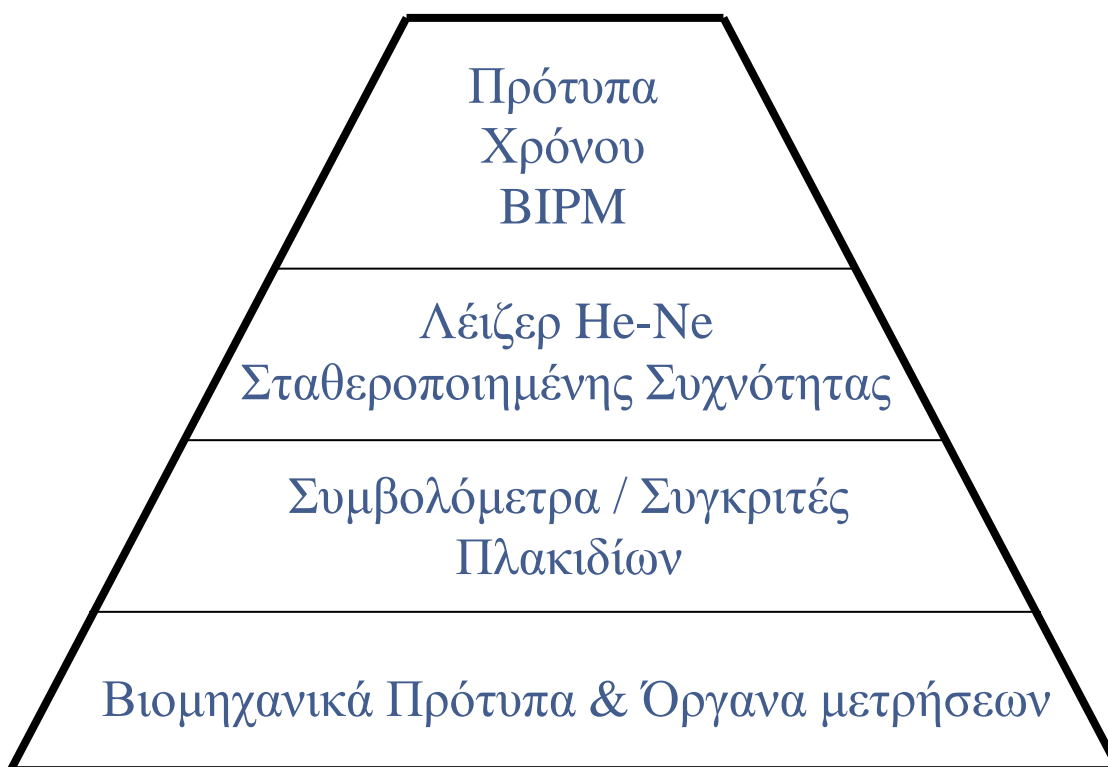 Πρότυπα
Χρόνου
BIPM
Λέιζερ He-Ne
Σταθεροποιημένης Συχνότητας
Συμβολόμετρα / Συγκριτές
Πλακιδίων
Βιομηχανικά Πρότυπα & Όργανα μετρήσεων